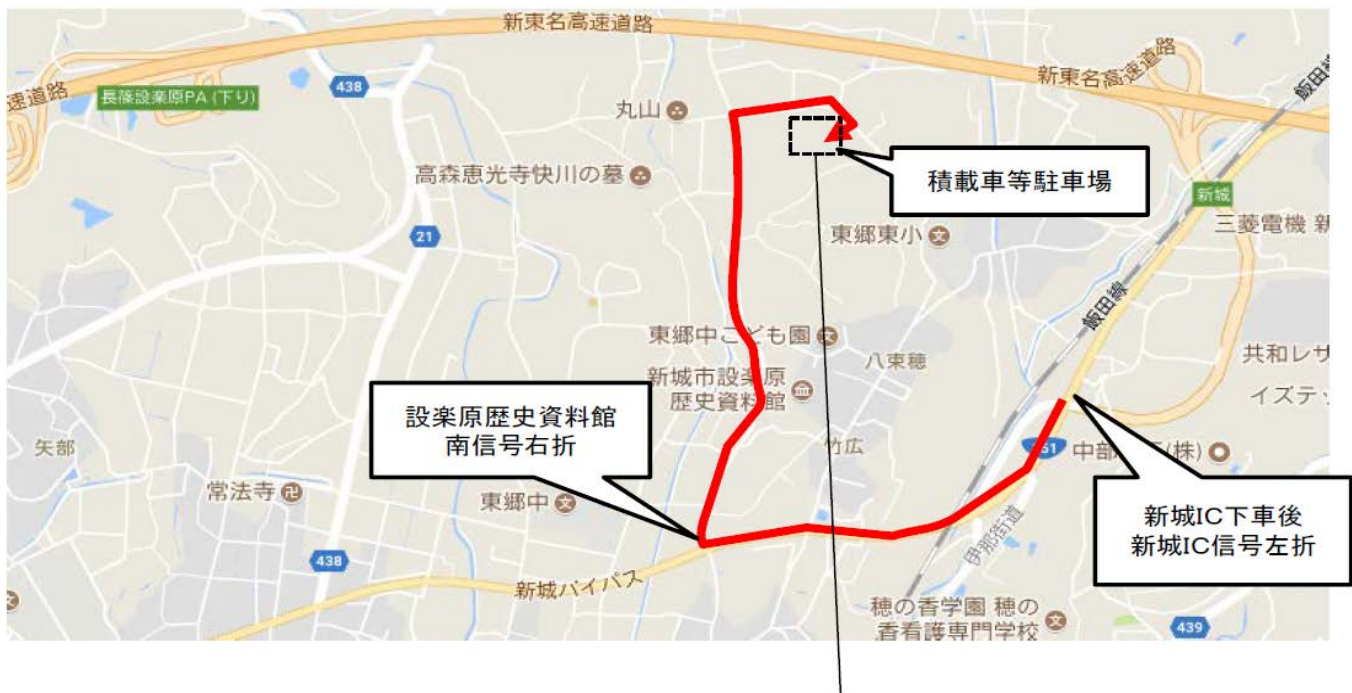 新東名高速道路
速道路
長篠設楽原PA (下り)
438
丸山
新東名高速道路
飯田線
高森恵光寺快川の墓
積載車等駐車場
新城
三菱電機 新
21
東郷東小
飯田線
東郷中こども園
八束穂
共和レサ
新城市設楽原
歴史資料館
イズテッ
設楽原歴史資料館
南信号右折
矢部
竹広
中部
(株)
常法寺
東郷中
新城IC下車後
新城IC信号左折
伊那街道
438
新城バイパス
穂の香学園 穂の
香看護専門学校
439